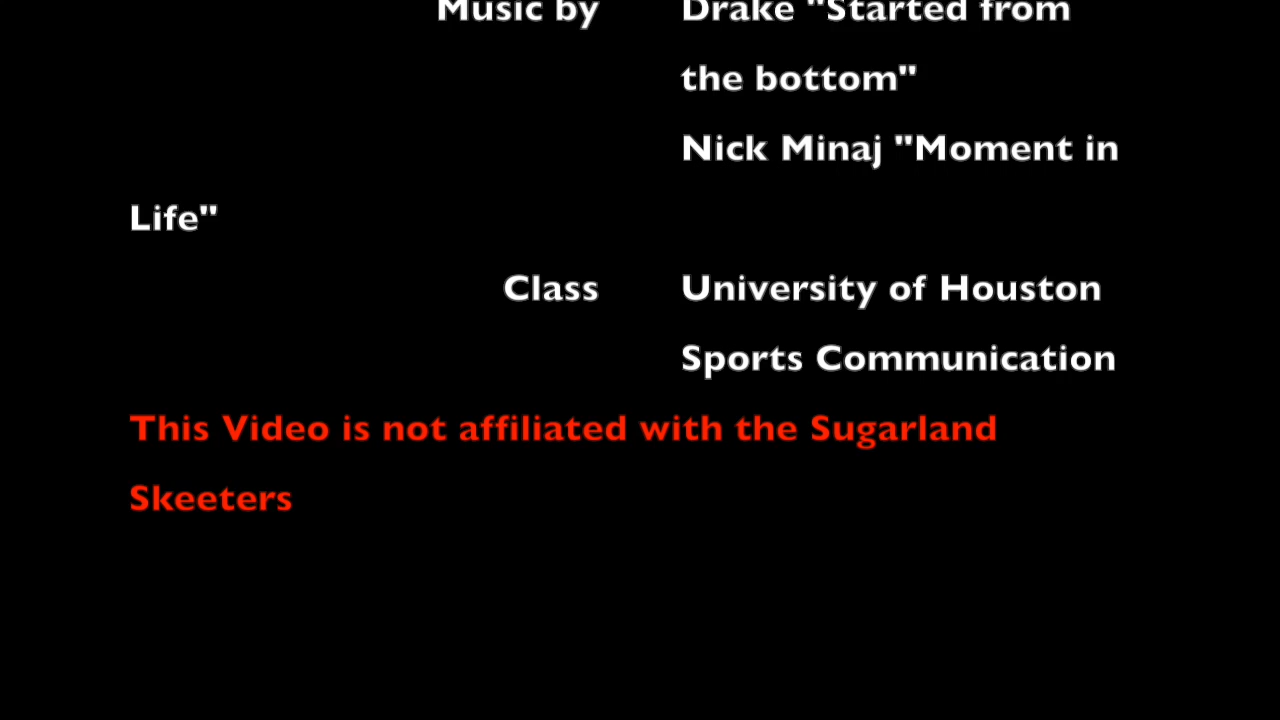 Music by Drake "Started from
the bottom"
Nick Minaj "Moment in
Life"
Class University of Houston
Sports Communication
This Video is not affiliated with the Sugarland
Skeeters